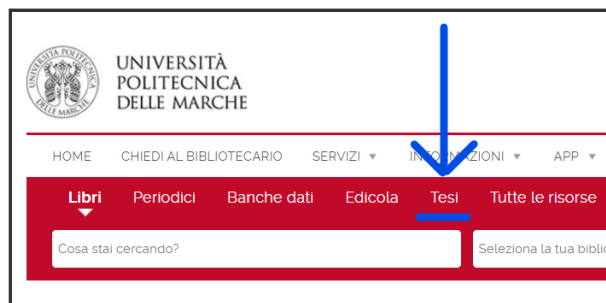 UNIVERSITÀ
POLITECNICA
DELLE MARCHE
HOME CHIEDI AL BIBLIOTECARIO SERVIZI INFORMAZIONI APP
Libri Periodici Banche dati Edicola Tesi Tutte le risorse
Cosa stai cercando? Seleziona la tua biblio